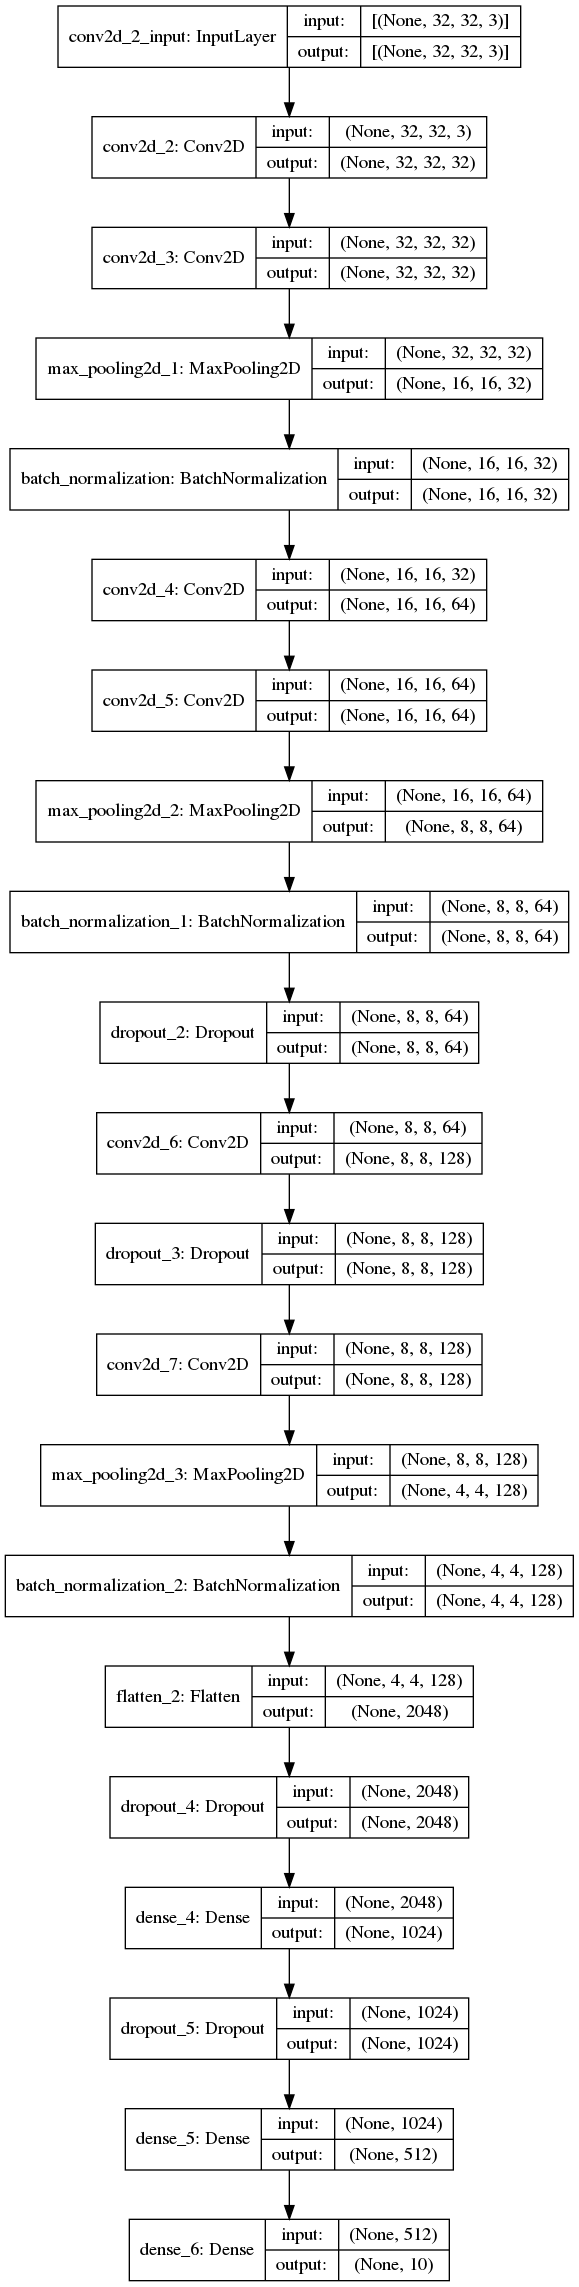 conv2d_2_input: InputLayer
input: [(None, 32, 32, 3)]
output: [(None, 32, 32, 3)]
conv2d_2: Conv2D
input: (None, 32, 32, 3)
output: (None, 32, 32, 32)
conv2d_3: Conv2D
input: (None, 32, 32, 32)
output: (None, 32, 32, 32)
max_pooling2d_1: MaxPooling2D
input: (None, 32, 32, 32)
output: (None, 16, 16, 32)
batch_normalization: BatchNormalization
input: (None, 16, 16, 32)
output: (None, 16, 16, 32)
conv2d_4: Conv2D
input: (None, 16, 16, 32)
output: (None, 16, 16, 64)
conv2d_5: Conv2D
input: (None, 16, 16, 64)
output: (None, 16, 16, 64)
max_pooling2d_2: MaxPooling2D
input: (None, 16, 16, 64)
output: (None, 8, 8, 64)
batch_normalization_1: BatchNormalization
input: (None, 8, 8, 64)
output: (None, 8, 8, 64)
dropout_2: Dropout
input: (None, 8, 8, 64)
output: (None, 8, 8, 64)
conv2d_6: Conv2D
input: (None, 8, 8, 64)
output: (None, 8, 8, 128)
dropout_3: Dropout
input: (None, 8, 8, 128)
output: (None, 8, 8, 128)
conv2d_7: Conv2D
input: (None, 8, 8, 128)
output: (None, 8, 8, 128)
max_pooling2d_3: MaxPooling2D
input: (None, 8, 8, 128)
output: (None, 4, 4, 128)
batch_normalization_2: BatchNormalization
input: (None, 4, 4, 128)
output: (None, 4, 4, 128)
flatten_2: Flatten
input: (None, 4, 4, 128)
output: (None, 2048)
dropout_4: Dropout
input: (None, 2048)
output: (None, 2048)
dense_4: Dense
input: (None, 2048)
output: (None, 1024)
dropout_5: Dropout
input: (None, 1024)
output: (None, 1024)
dense_5: Dense
input: (None, 1024)
output: (None, 512)
dense_6: Dense
input: (None, 512)
output: (None, 10)